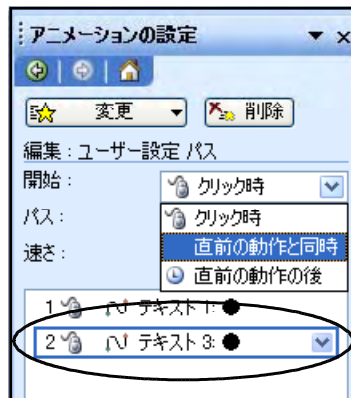 アニメーションの設定
変更 削除
編集 : ユーザー設定 パス
開始 : クリック時
パス : クリック時
直前の動作と同時
速さ :
直前の動作の後
1 テキスト 1: ●
2 テキスト 3: ●